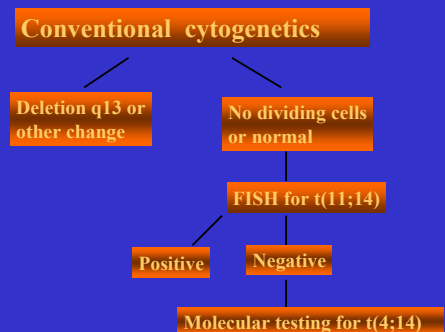 Conventional cytogenetics
Deletion q13 or
other change
No dividing cells
or normal
FISH for t(11;14)
Positive
Negative
Molecular testing for t(4;14)